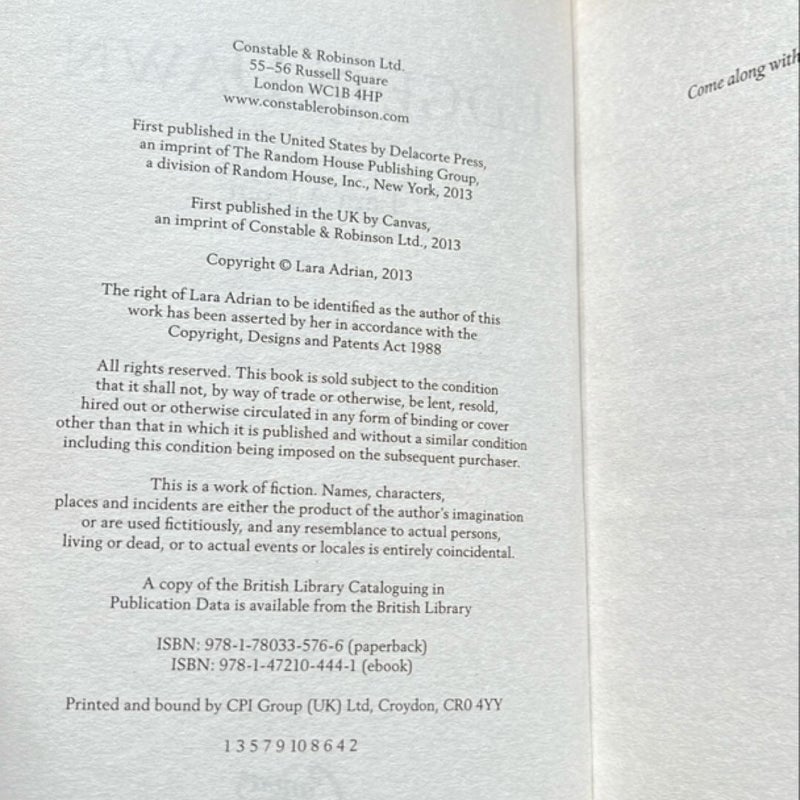 Constable & Robinson Ltd.
55–56 Russell Square
London WC1B 4HP
www.constablerobinson.com
First published in the United States by Delacorte Press,
an imprint of The Random House Publishing Group,
a division of Random House, Inc., New York, 2013
First published in the UK by Canvas,
an imprint of Constable & Robinson Ltd., 2013
Copyright © Lara Adrian, 2013
The right of Lara Adrian to be identified as the author of this
work has been asserted by her in accordance with the
Copyright, Designs and Patents Act 1988
All rights reserved. This book is sold subject to the condition
that it shall not, by way of trade or otherwise, be lent, resold,
hired out or otherwise circulated in any form of binding or cover
other than that in which it is published and without a similar condition
including this condition being imposed on the subsequent purchaser.
This is a work of fiction. Names, characters,
places and incidents are either the product of the author's imagination
or are used fictitiously, and any resemblance to actual persons,
living or dead, or to actual events or locales is entirely coincidental.
A copy of the British Library Cataloguing in
Publication Data is available from the British Library
ISBN: 978-1-78033-576-6 (paperback)
ISBN: 978-1-47210-444-1 (ebook)
Printed and bound by CPI Group (UK) Ltd, Croydon, CR0 4YY
1 3 5 7 9 10 8 6 4 2
Come along with